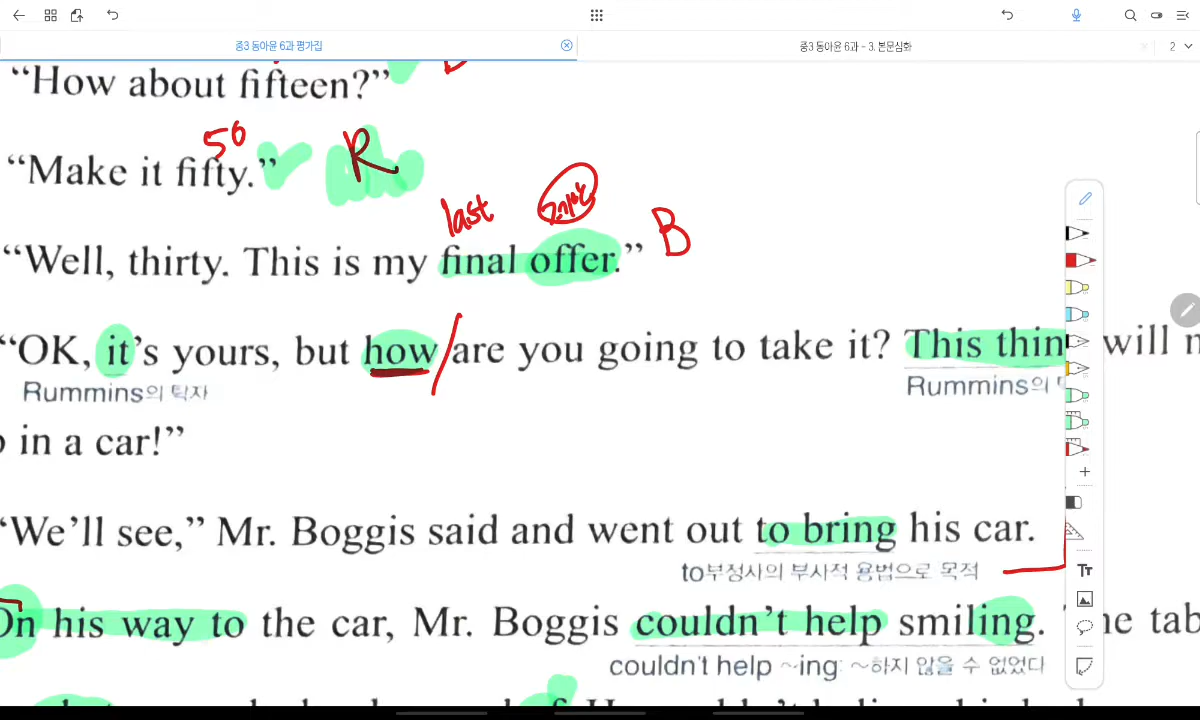 중3 동아윤 6과 평가집
중3 동아윤 6과 - 3. 본문심화
2
“How about fifteen?”
50
R
“Make it fifty.”
last
B
“Well, thirty. This is my final offer.”
“OK, it’s yours, but how / are you going to take it? This thin will n
Rummins의 탁자
Rummins의
o in a car!”
“We’ll see,” Mr. Boggis said and went out to bring his car.
to부정사의 부사적 용법으로 목적
Tт
On his way to the car, Mr. Boggis couldn’t help smiling. The tab
couldn't help ~ing: ~하지 않을 수 없었다